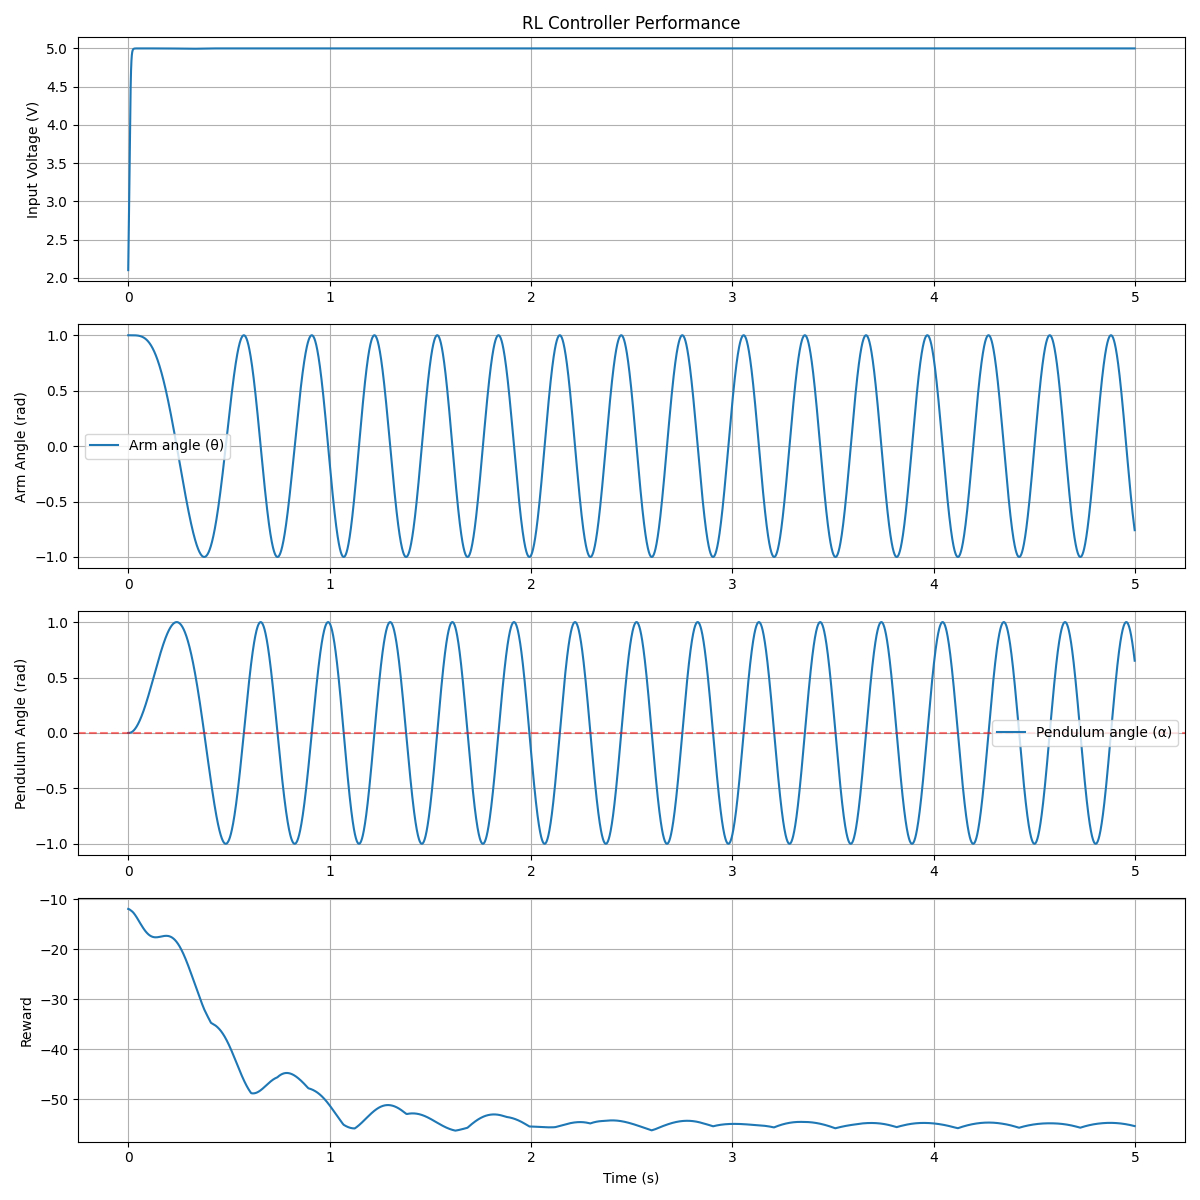 RL Controller Performance
5.0
4.5
4.0
3.5
3.0
2.5
2.0
Input Voltage (V)
0 1 2 3 4 5
1.0
0.5
0.0
−0.5
−1.0
Arm Angle (rad)
Arm angle (θ)
0 1 2 3 4 5
1.0
0.5
0.0
−0.5
−1.0
Pendulum Angle (rad)
Pendulum angle (α)
0 1 2 3 4 5
−10
−20
−30
−40
−50
Reward
0 1 2 3 4 5
Time (s)